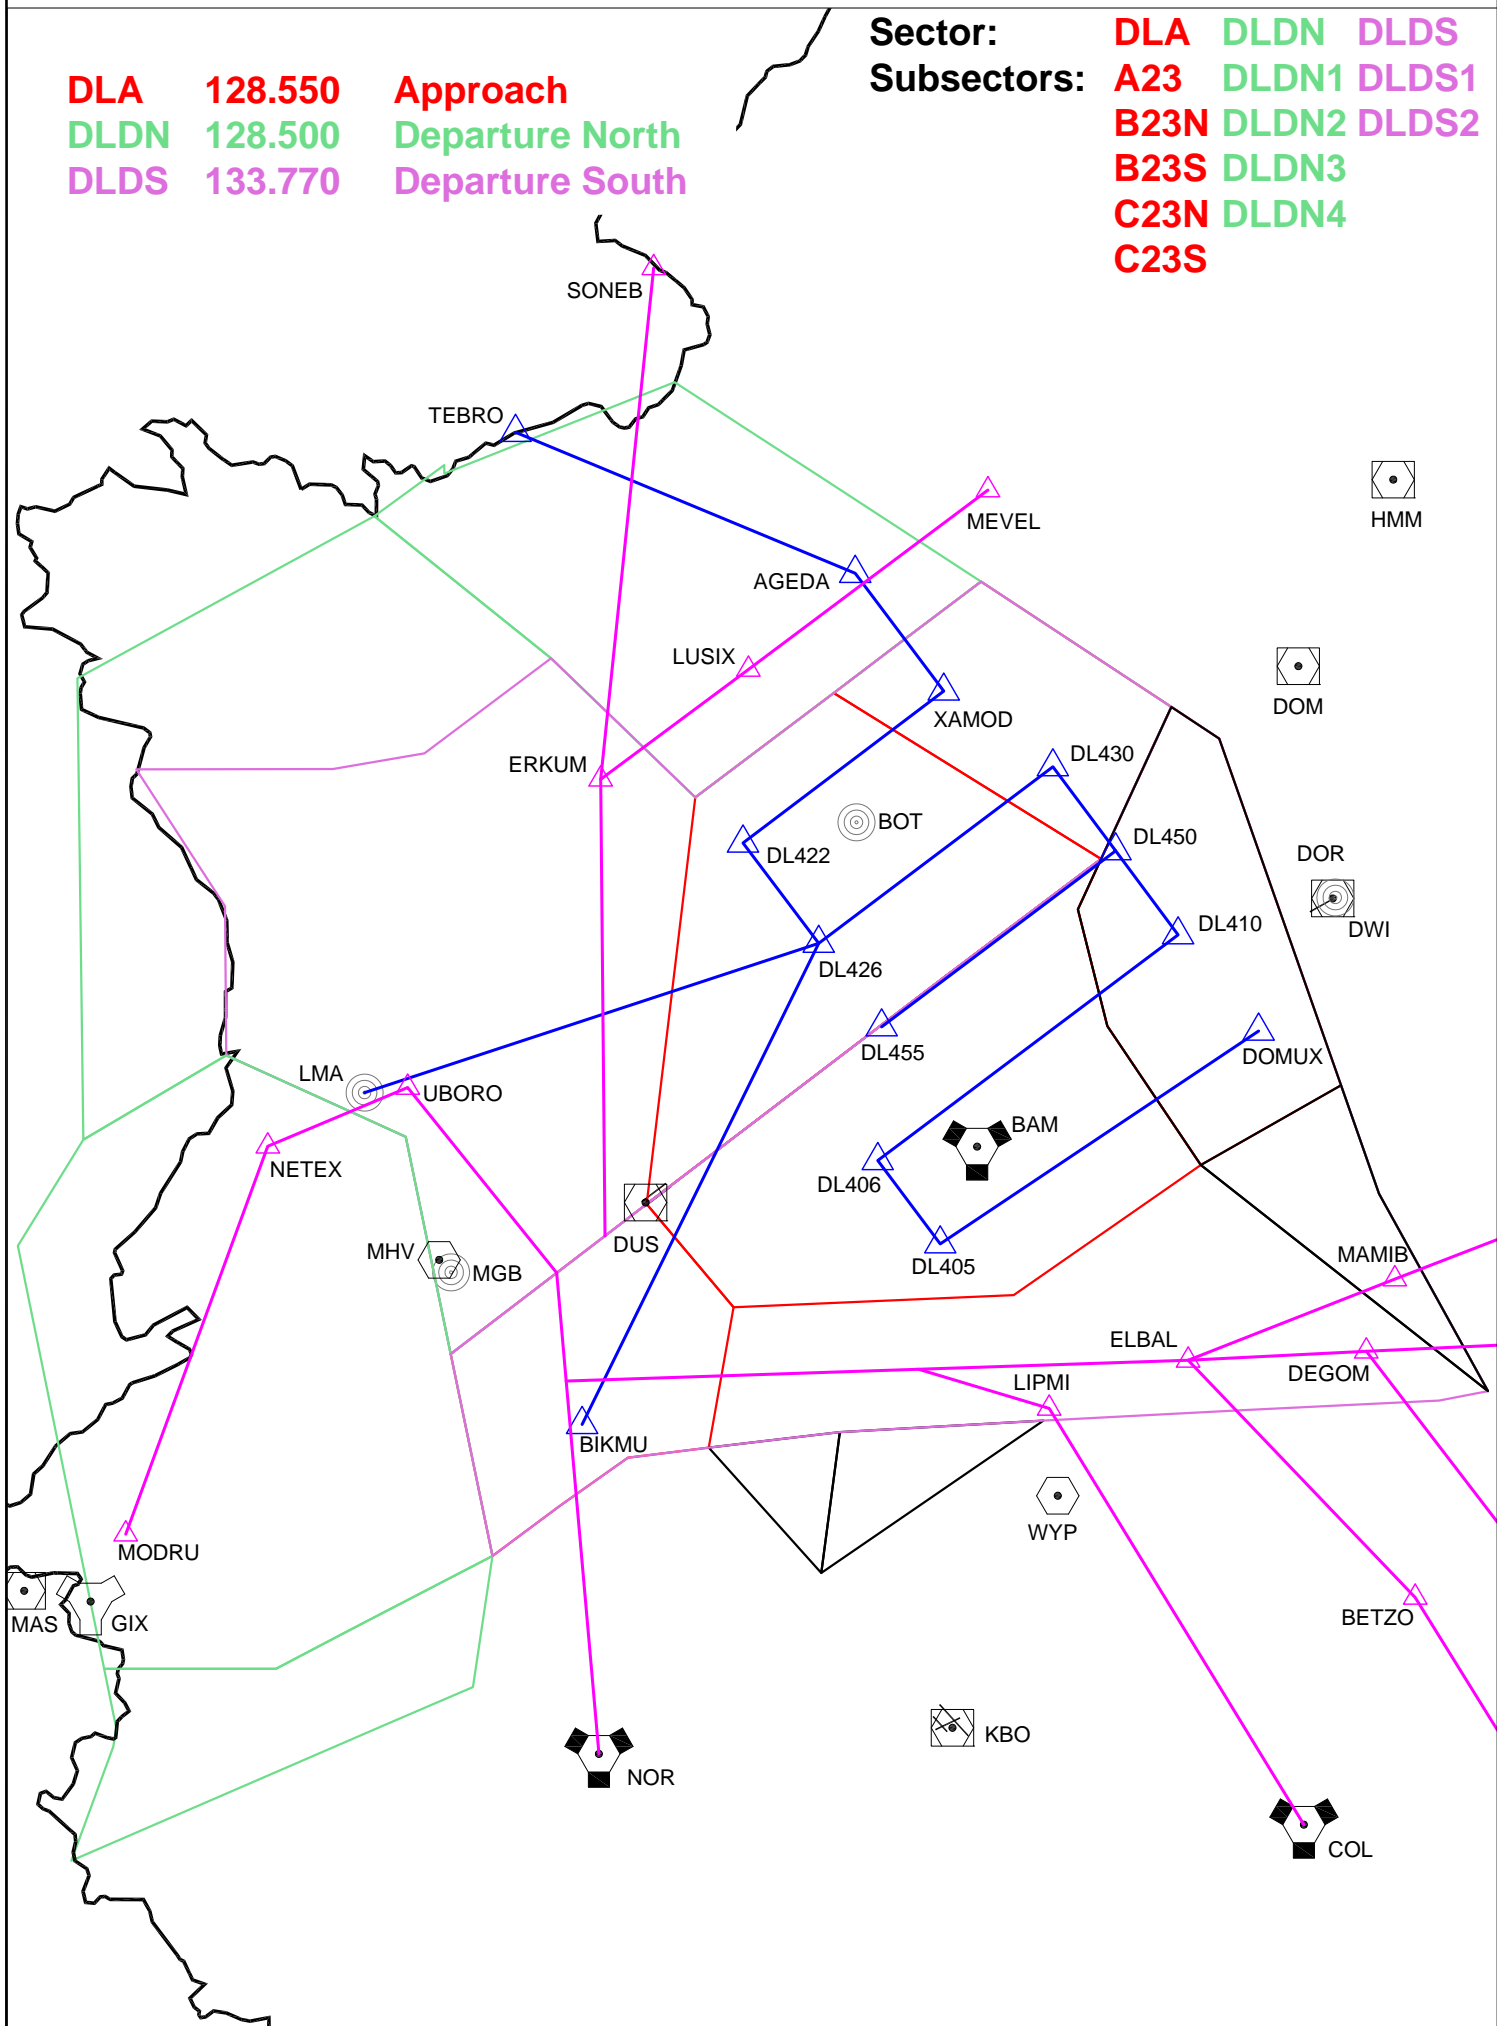 Sector: DLA DLDN DLDS
Subsectors: A23 DLDN1 DLDS1
B23N DLDN2 DLDS2
B23S DLDN3
C23N DLDN4
C23S
DLA 128.550 Approach
DLDN 128.500 Departure North
DLDS 133.770 Departure South
SONEB
TEBRO
MEVEL
HMM
AGEDA
LUSIX
XAMOD
DOM
ERKUM
DL430
BOT
DL422
DL450
DOR
DL410
DWI
DL426
DL455
DOMUX
LMA
UBORO
BAM
NETEX
DL406
DUS
MHV
MGB
DL405
MAMIB
ELBAL
DEGOM
LIPMI
BIKMU
WYP
MODRU
MAS
GIX
BETZO
KBO
NOR
COL